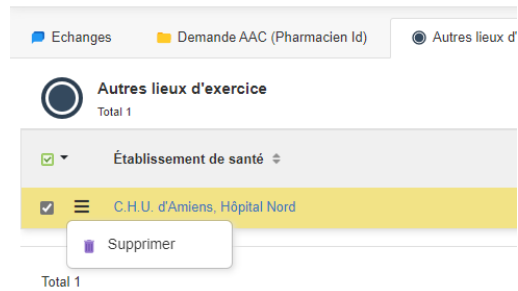 Echanges
Demande AAC (Pharmacien Id)
Autres lieux d'
Autres lieux d'exercice
Total 1
Établissement de santé
C.H.U. d'Amiens, Hôpital Nord
Supprimer
Total 1